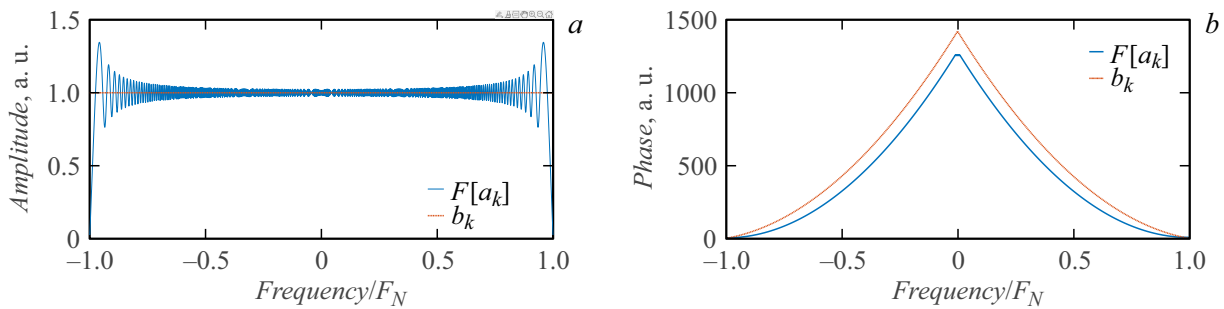 a
1.5
1.0
0.5
0
Amplitude, a. u.
F[a_k]
b_k
–1.0 –0.5 0 0.5 1.0
Frequency/F_N
b
1500
1000
500
0
Phase, a. u.
F[a_k]
b_k
–1.0 –0.5 0 0.5 1.0
Frequency/F_N